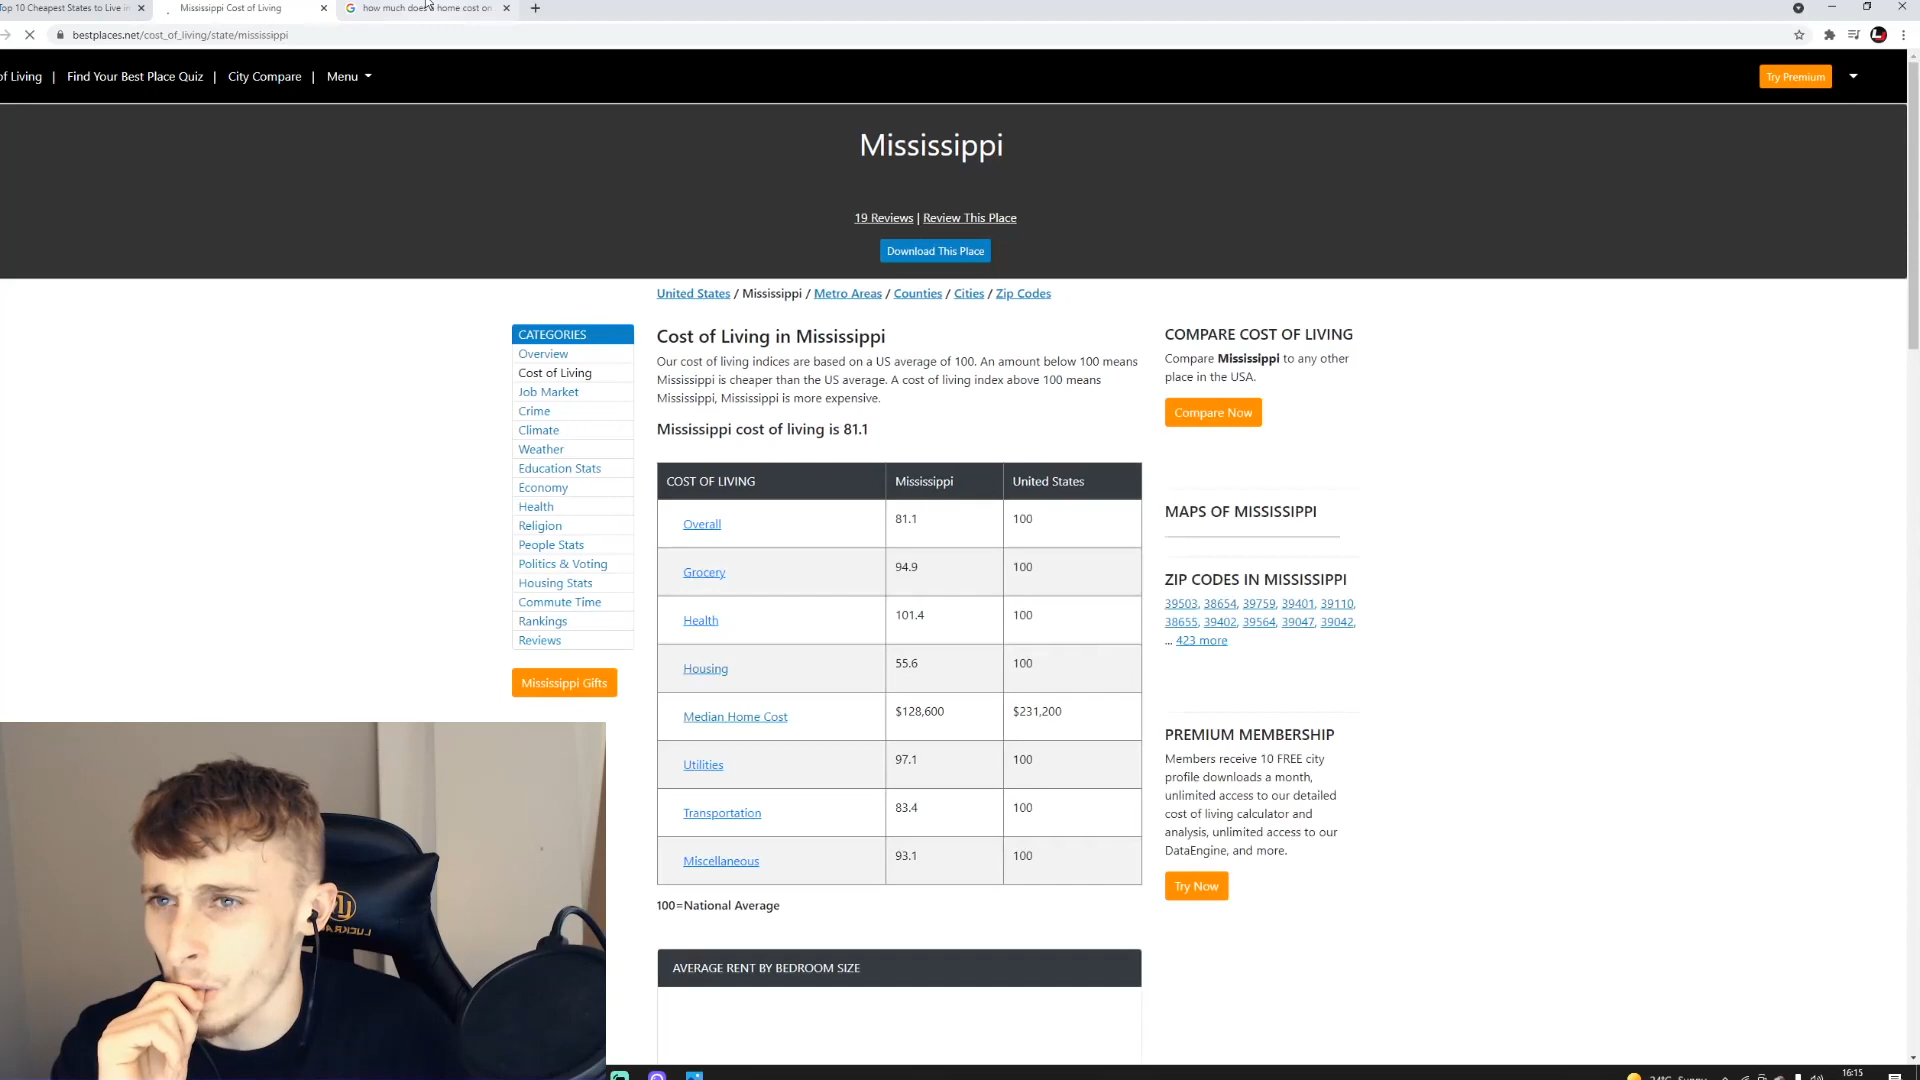 Top 10 Cheapest States to Live in
Mississippi Cost of Living
how much does a home cost on
bestplaces.net/cost_of_living/state/mississippi
of Living | Find Your Best Place Quiz | City Compare | Menu
Try Premium
Mississippi
19 Reviews | Review This Place
Download This Place
United States / Mississippi / Metro Areas / Counties / Cities / Zip Codes
CATEGORIES
Overview
Cost of Living
Job Market
Crime
Climate
Weather
Education Stats
Economy
Health
Religion
People Stats
Politics & Voting
Housing Stats
Commute Time
Rankings
Reviews
Mississippi Gifts
Cost of Living in Mississippi
Our cost of living indices are based on a US average of 100. An amount below 100 means
Mississippi is cheaper than the US average. A cost of living index above 100 means
Mississippi, Mississippi is more expensive.
Mississippi cost of living is 81.1
COST OF LIVING Mississippi United States
Overall 81.1 100
Grocery 94.9 100
Health 101.4 100
Housing 55.6 100
Median Home Cost $128,600 $231,200
Utilities 97.1 100
Transportation 83.4 100
Miscellaneous 93.1 100
100=National Average
AVERAGE RENT BY BEDROOM SIZE
COMPARE COST OF LIVING
Compare Mississippi to any other
place in the USA.
Compare Now
MAPS OF MISSISSIPPI
ZIP CODES IN MISSISSIPPI
39503, 38654, 39759, 39401, 39110,
38655, 39402, 39564, 39047, 39042,
... 423 more
PREMIUM MEMBERSHIP
Members receive 10 FREE city
profile downloads a month,
unlimited access to our detailed
cost of living calculator and
analysis, unlimited access to our
DataEngine, and more.
Try Now
16:15